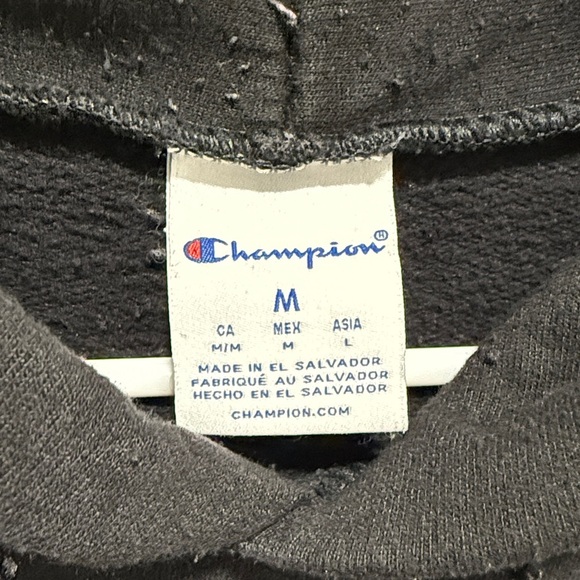 Champion®
M
CA MEX ASIA
M/M M L
MADE IN EL SALVADOR
FABRIQUÉ AU SALVADOR
HECHO EN EL SALVADOR
CHAMPION.COM